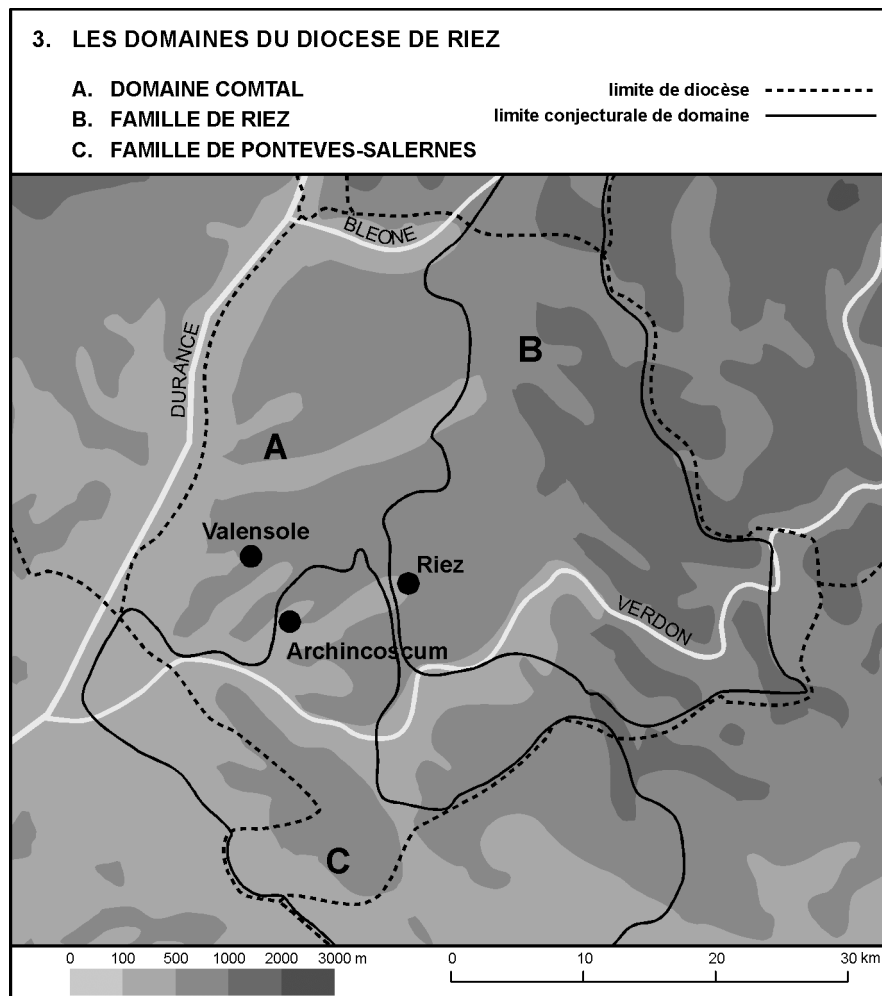 3. LES DOMAINES DU DIOCESE DE RIEZ
A. DOMAINE COMTAL
B. FAMILLE DE RIEZ
C. FAMILLE DE PONTEVES-SALERNES
limite de diocèse
limite conjecturale de domaine
BLEONE
DURANCE
B
A
Valensole
Riez
VERDON
Archincoscum
C
0 100 500 1000 2000 3000 m
0 10 20 30 km